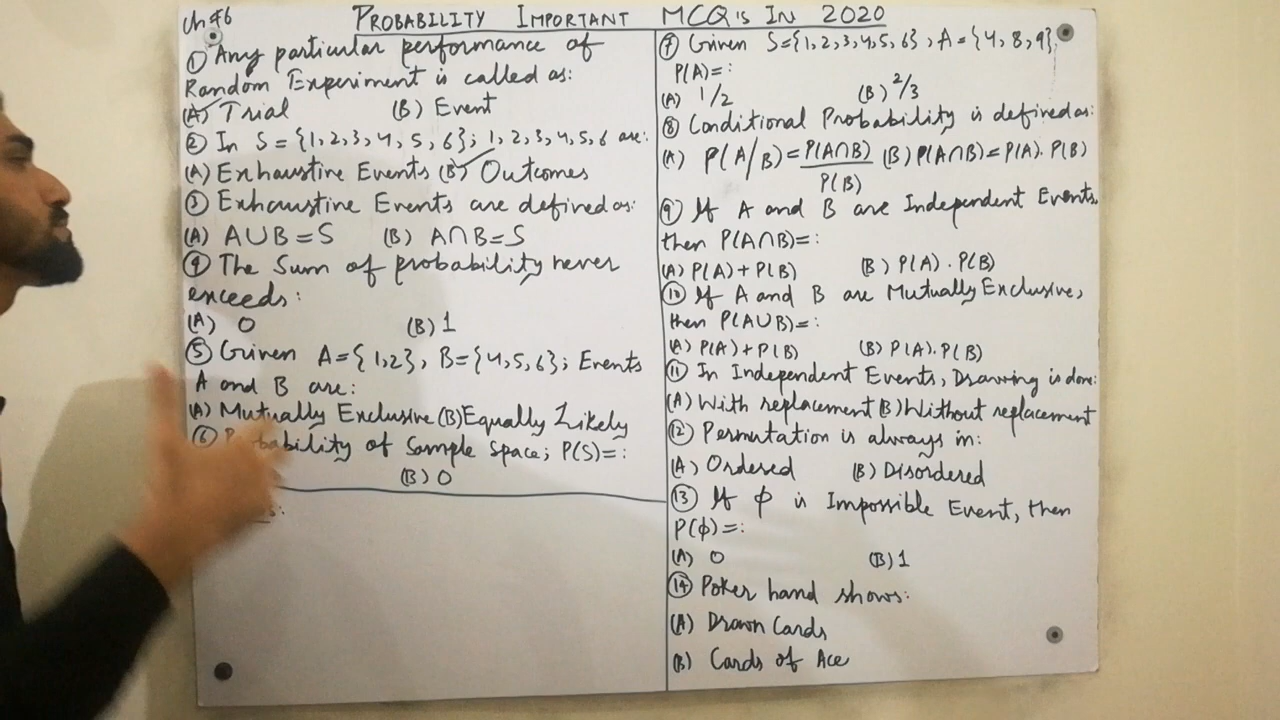 Ch #6
PROBABILITY IMPORTANT MCQ'S IN 2020
① Any particular performance of
Random Experiment is called as:
(A) Trial (B) Event
② In S = {1, 2, 3, 4, 5, 6}; 1, 2, 3, 4, 5, 6 are:
(A) Exhaustive Events (B) Outcomes
③ Exhaustive Events are defined as:
(A) A∪B = S (B) A∩B = S
④ The Sum of probability never
exceeds:
(A) 0 (B) 1
⑤ Given A = {1,2}, B = {4,5,6}; Events
A and B are:
(A) Mutually Exclusive (B) Equally Likely
⑥ of Sample Space; P(S)=:
(B) 0
⑦ Given S={1,2,3,4,5,6}, A={4,8,9}
P(A)=:
(A) 1/2 (B) 2/3
⑧ Conditional Probability is defined as:
(A) P(A/B) = P(A∩B)/P(B) (B) P(A∩B) = P(A). P(B)
⑨ If A and B are Independent Events,
then P(A∩B)=:
(A) P(A) + P(B) (B) P(A) . P(B)
⑩ If A and B are Mutually Exclusive,
then P(A∪B)=:
(A) P(A) + P(B) (B) P(A). P(B)
⑪ In Independent Events, Drawing is done:
(A) With replacement (B) Without replacement
⑫ Permutation is always in:
(A) Ordered (B) Disordered
⑬ If ϕ is Impossible Event, then
P(ϕ)=:
(A) 0 (B) 1
⑭ Poker hand shows:
(A) Drawn Cards
(B) Cards of Ace